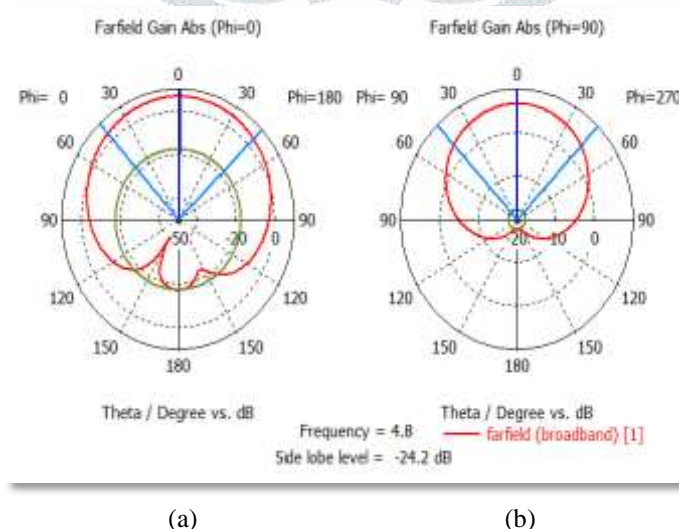 Farfield Gain Abs (Phi=0)
Farfield Gain Abs (Phi=90)
Phi= 0
30
0
30
Phi=180
Phi= 90
30
0
30
Phi=270
60
60
60
60
90
-50
-20
0
90
90
-20
-10
0
90
120
120
120
120
150
180
150
150
180
150
Theta / Degree vs. dB
Theta / Degree vs. dB
Frequency = 4.8
farfield (broadband) [1]
Side lobe level = -24.2 dB
(a)
(b)